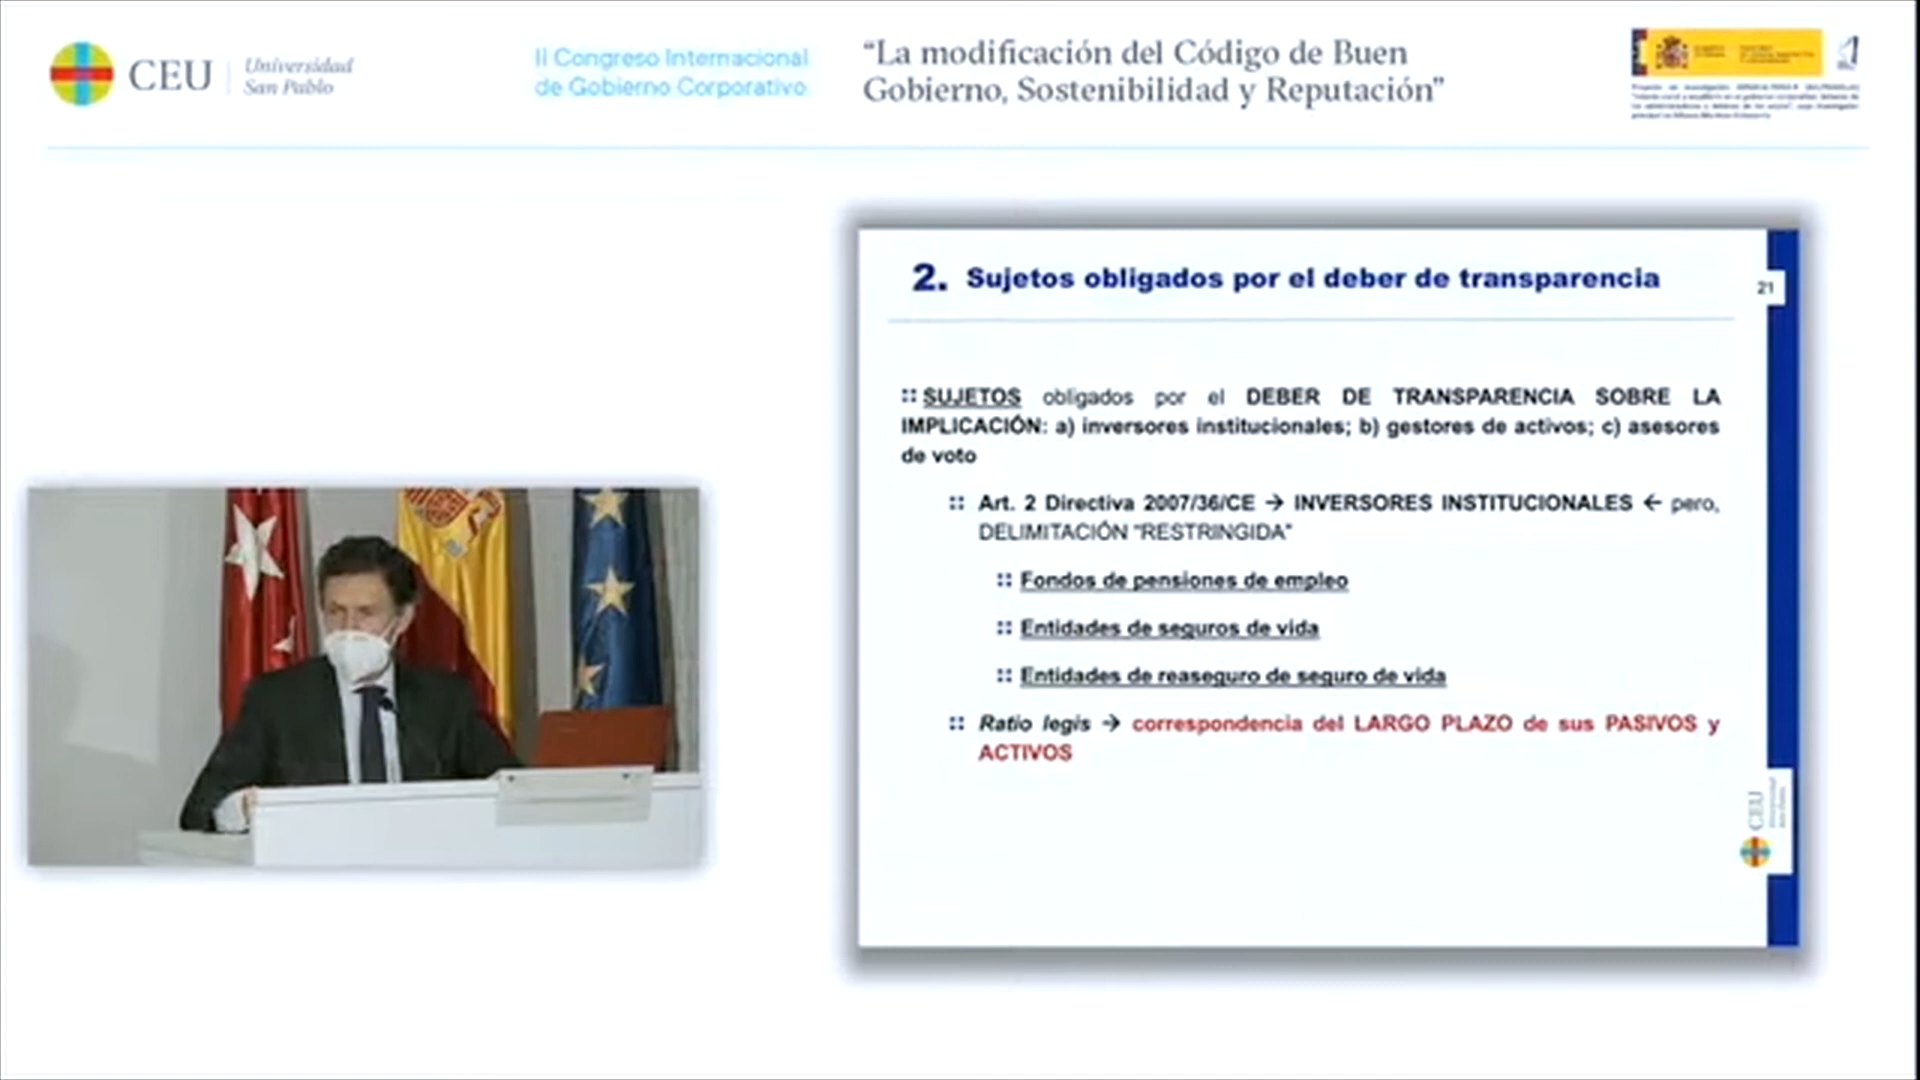 CEU
Universidad
San Pablo
II Congreso Internacional
de Gobierno Corporativo
“La modificación del Código de Buen
Gobierno, Sostenibilidad y Reputación”
2. Sujetos obligados por el deber de transparencia
21
SUJETOS obligados por el DEBER DE TRANSPARENCIA SOBRE LA
IMPLICACIÓN: a) inversores institucionales; b) gestores de activos; c) asesores
de voto
Art. 2 Directiva 2007/36/CE → INVERSORES INSTITUCIONALES ← pero,
DELIMITACIÓN “RESTRINGIDA”
Fondos de pensiones de empleo
Entidades de seguros de vida
Entidades de reaseguro de seguro de vida
Ratio legis → correspondencia del LARGO PLAZO de sus PASIVOS y
ACTIVOS
CEU